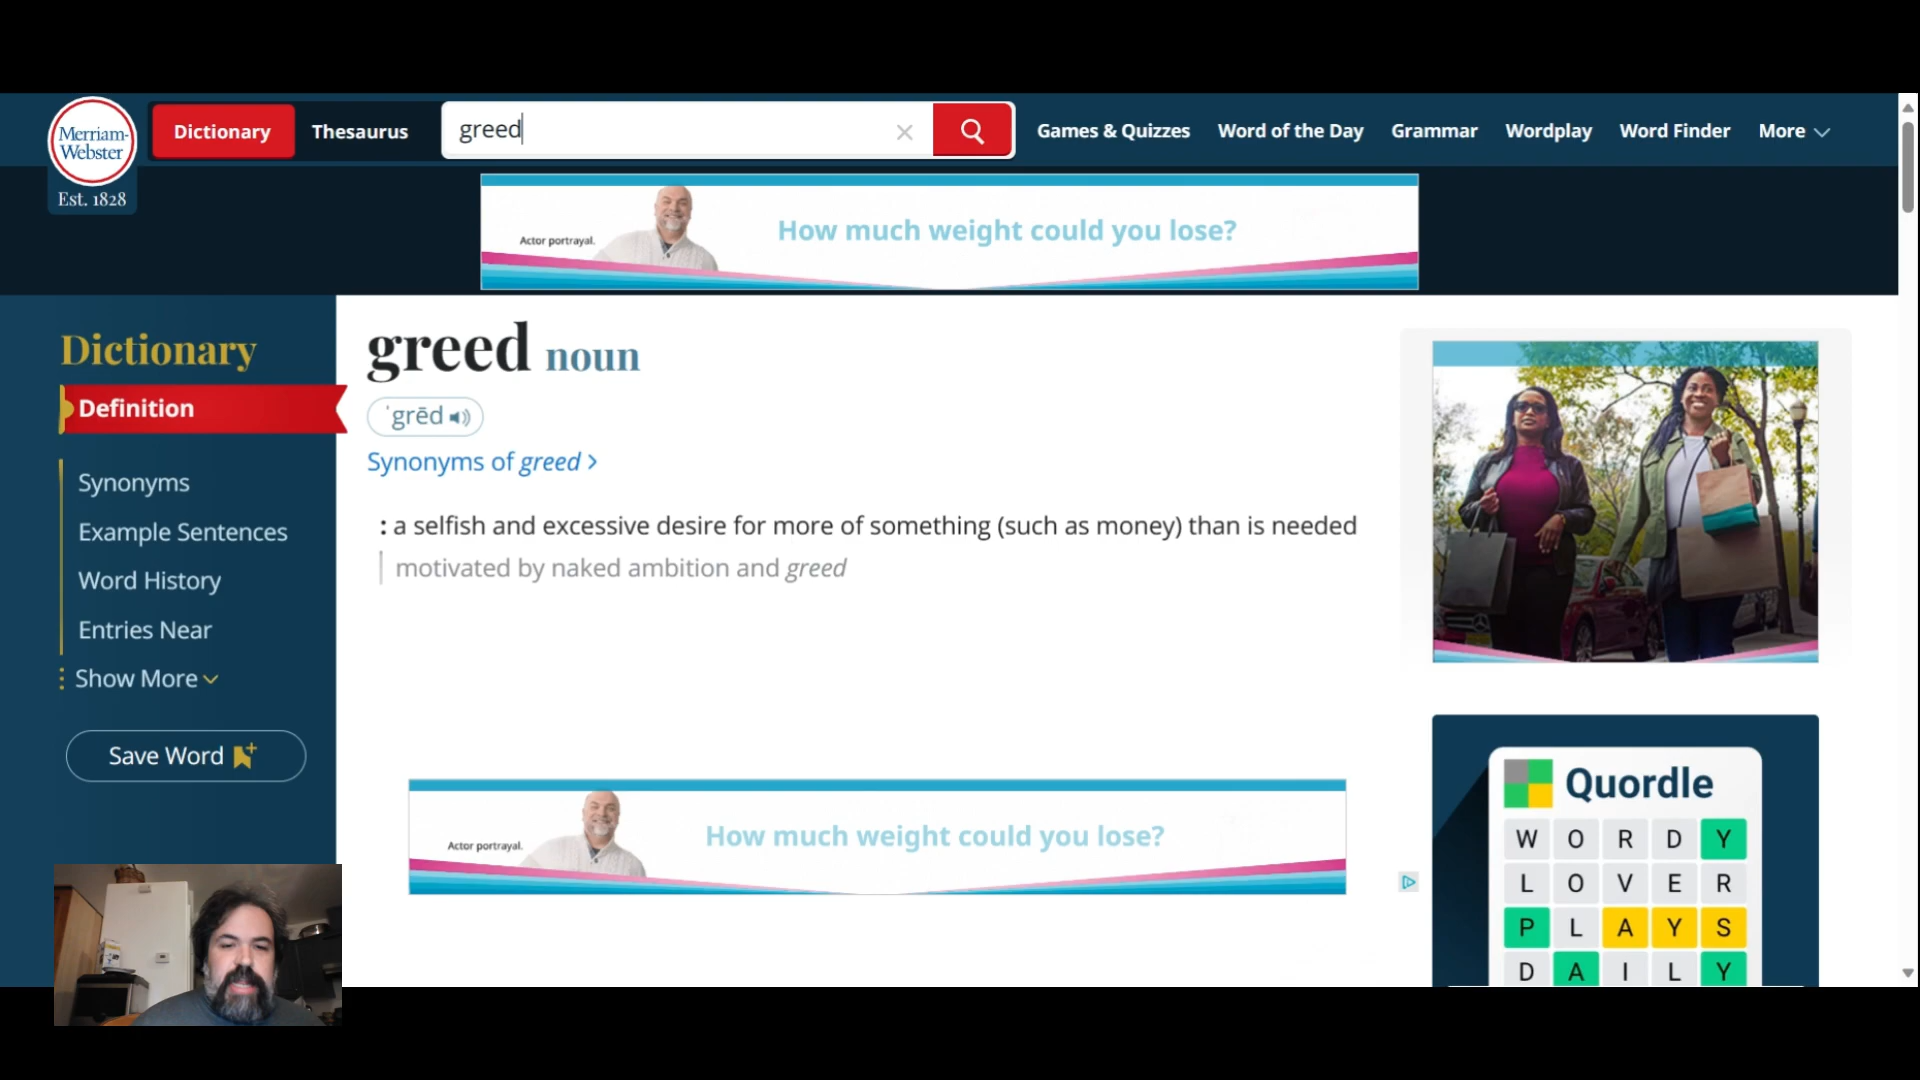 Merriam-
Webster
Est. 1828
Dictionary
Thesaurus
greed
Games & Quizzes
Word of the Day
Grammar
Wordplay
Word Finder
More
Actor portrayal.
How much weight could you lose?
Dictionary
Definition
Synonyms
Example Sentences
Word History
Entries Near
Show More
Save Word
greed noun
ˈgrēd
Synonyms of greed
: a selfish and excessive desire for more of something (such as money) than is needed
motivated by naked ambition and greed
Actor portrayal.
How much weight could you lose?
Quordle
W O R D Y
L O V E R
P L A Y S
D A I L Y